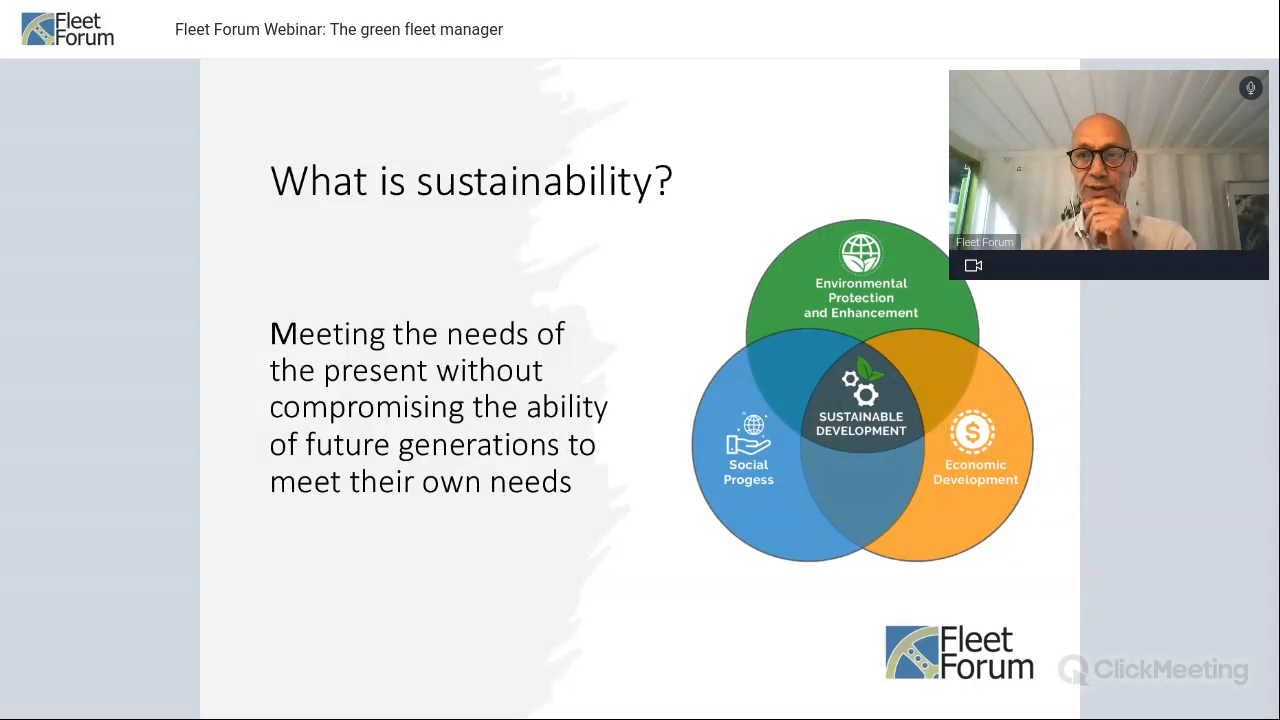 Fleet
Forum
Fleet Forum Webinar: The green fleet manager
What is sustainability?
Meeting the needs of
the present without
compromising the ability
of future generations to
meet their own needs
Environmental
Protection
and Enhancement
SUSTAINABLE
DEVELOPMENT
Social
Progess
$
Economic
Development
Fleet Forum
Fleet
Forum
ClickMeeting